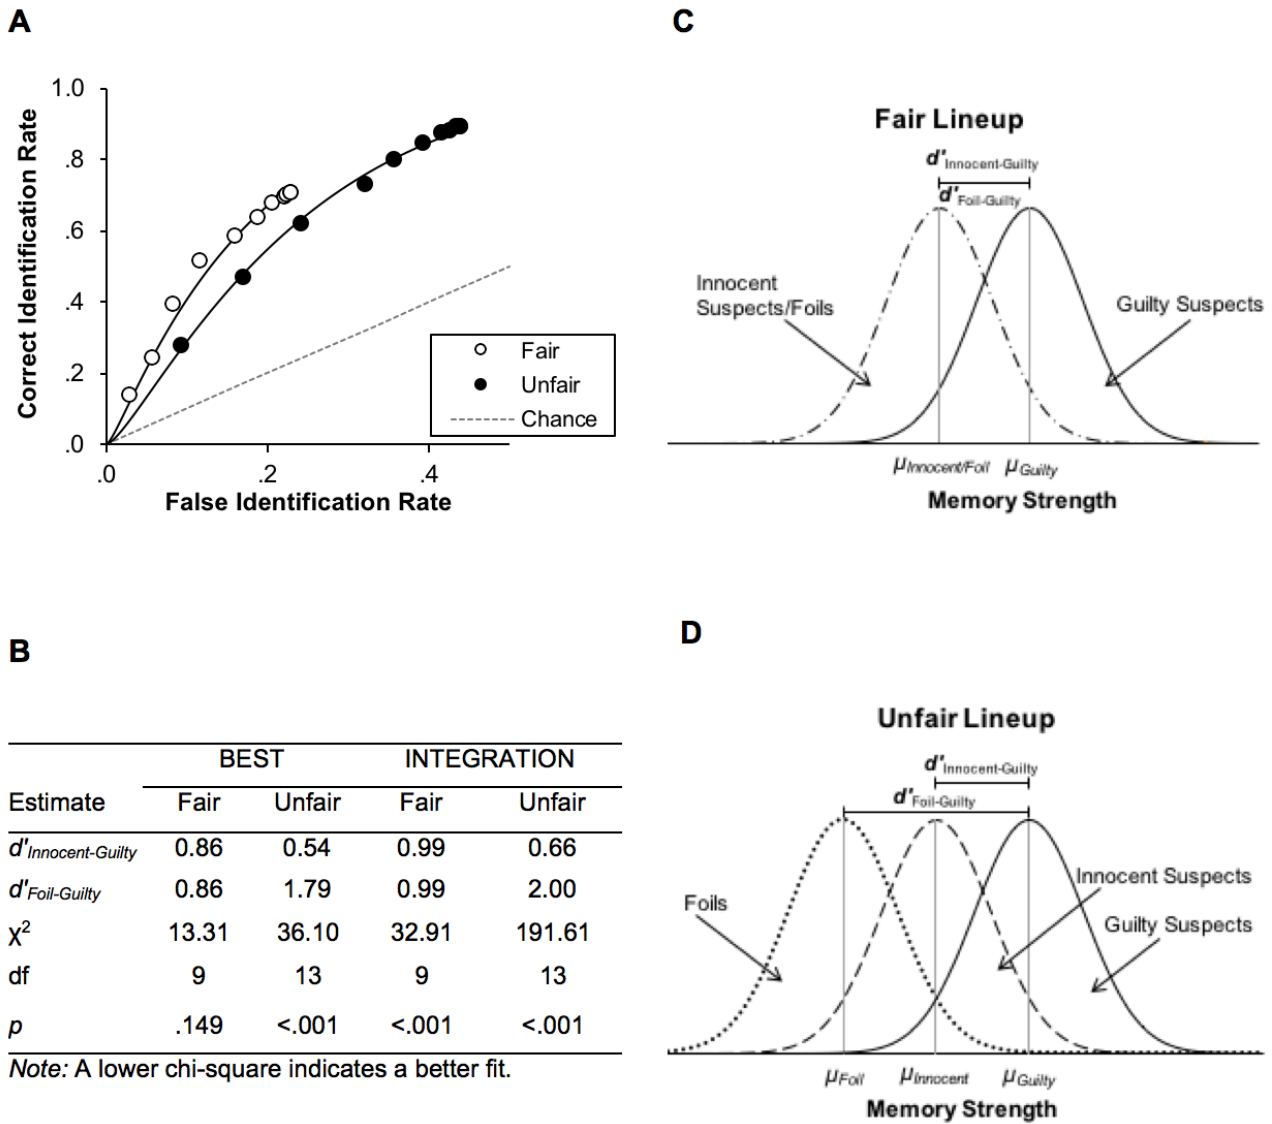 A
1.0
.8
.6
.4
.2
.0
.0
.2
.4
Correct Identification Rate
False Identification Rate
Fair
Unfair
Chance
B
BEST INTEGRATION
Estimate Fair Unfair Fair Unfair
d'Innocent-Guilty 0.86 0.54 0.99 0.66
d'Foil-Guilty 0.86 1.79 0.99 2.00
χ2 13.31 36.10 32.91 191.61
df 9 13 9 13
p .149 <.001 <.001 <.001
Note: A lower chi-square indicates a better fit.
C
Fair Lineup
d'Innocent-Guilty
d'Foil-Guilty
Innocent
Suspects/Foils
Guilty Suspects
μInnocent/Foil μGuilty
Memory Strength
D
Unfair Lineup
d'Innocent-Guilty
d'Foil-Guilty
Foils
Innocent Suspects
Guilty Suspects
μFoil μInnocent μGuilty
Memory Strength